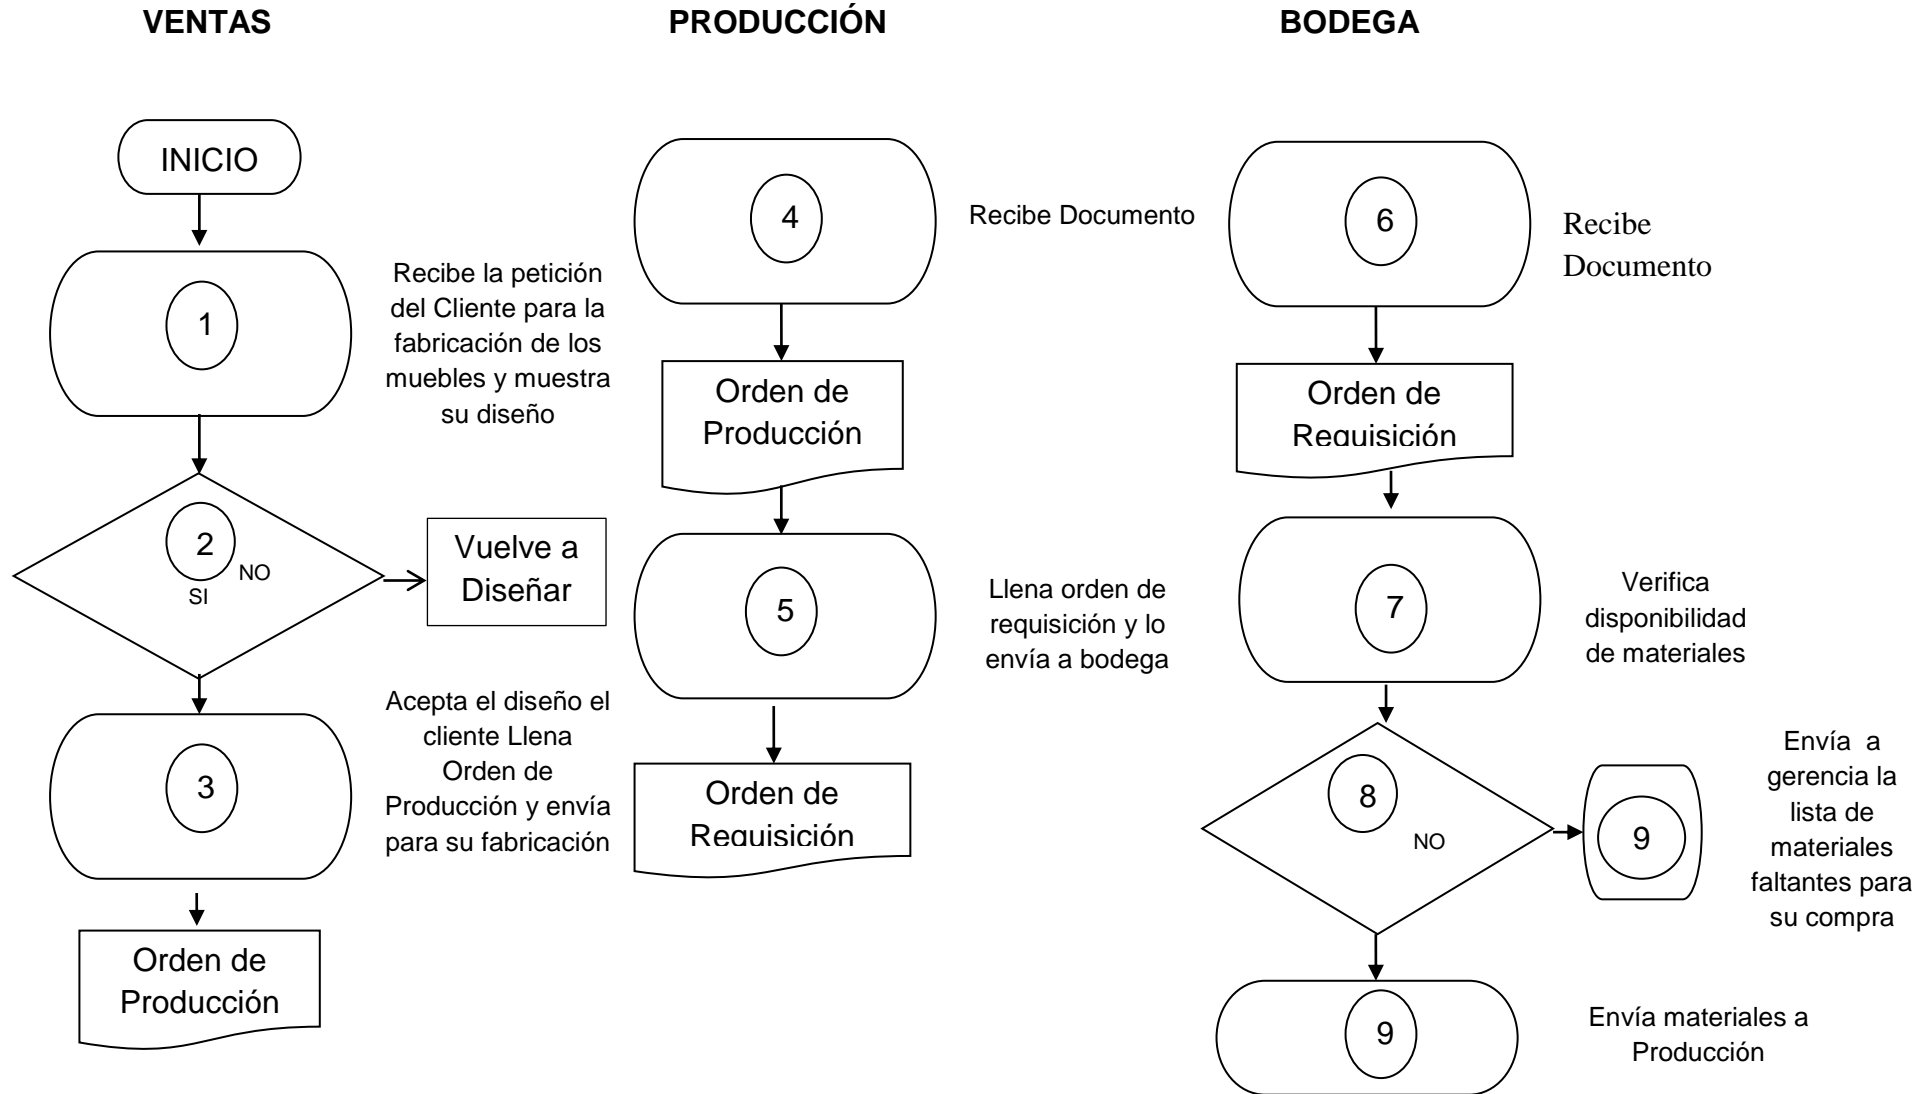 VENTAS
PRODUCCIÓN
BODEGA
INICIO
1
Recibe la petición
del Cliente para la
fabricación de los
muebles y muestra
su diseño
2
NO
SI
Vuelve a
Diseñar
3
Acepta el diseño el
cliente Llena
Orden de
Producción y envía
para su fabricación
Orden de
Producción
4
Recibe Documento
Orden de
Producción
5
Llena orden de
requisición y lo
envía a bodega
Orden de
Requisición
6
Recibe
Documento
Orden de
Requisición
7
Verifica
disponibilidad
de materiales
8
NO
9
Envía a
gerencia la
lista de
materiales
faltantes para
su compra
9
Envía materiales a
Producción